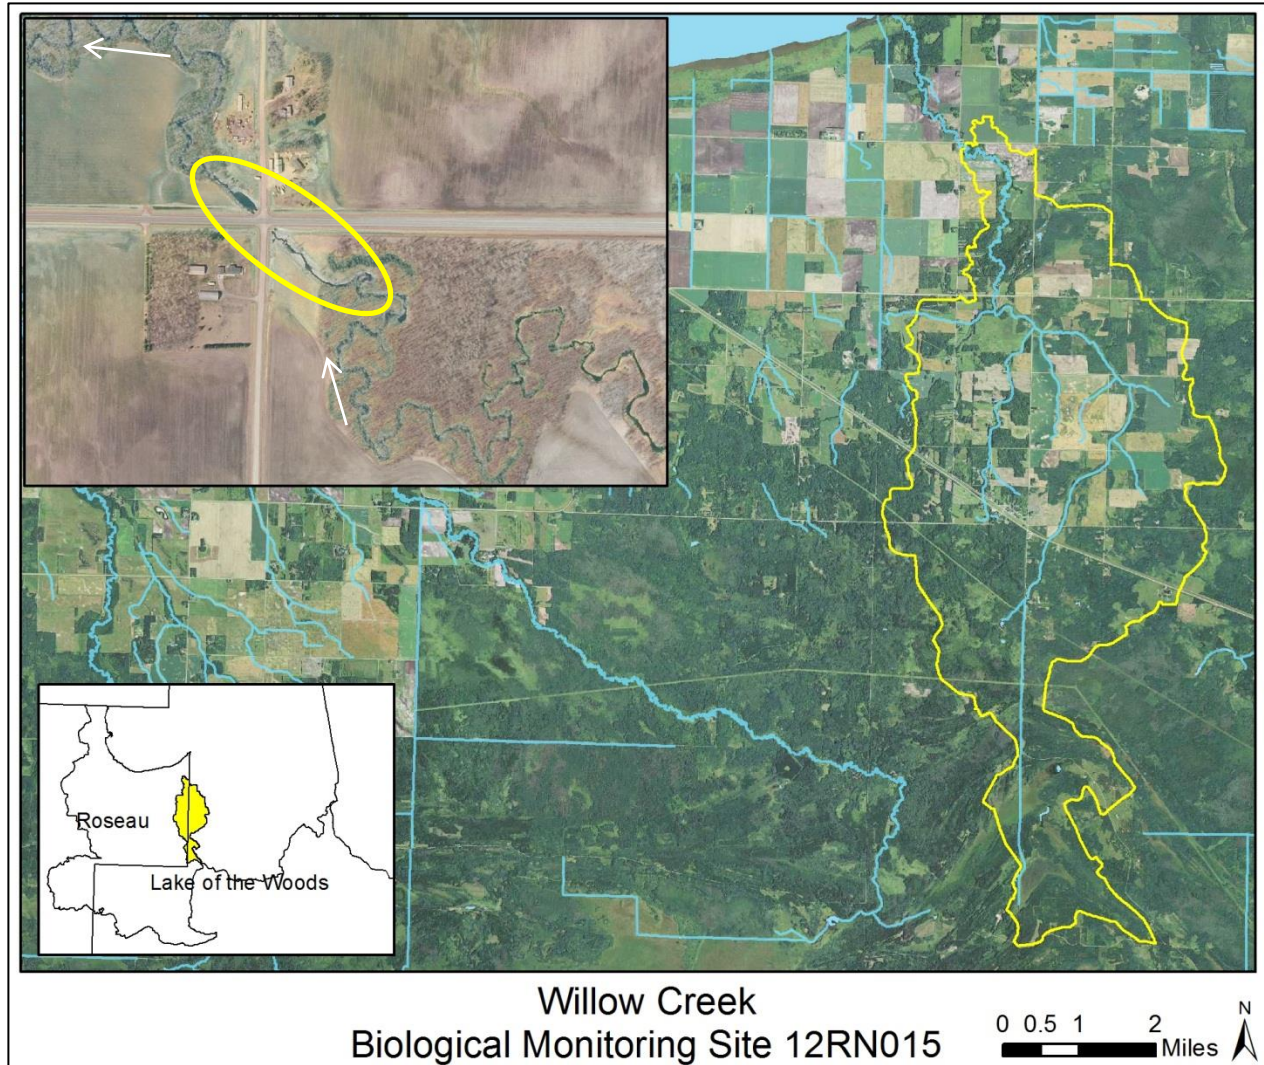 Roseau
Lake of the Woods
Willow Creek
Biological Monitoring Site 12RN015
0 0.5 1 2
Miles
N